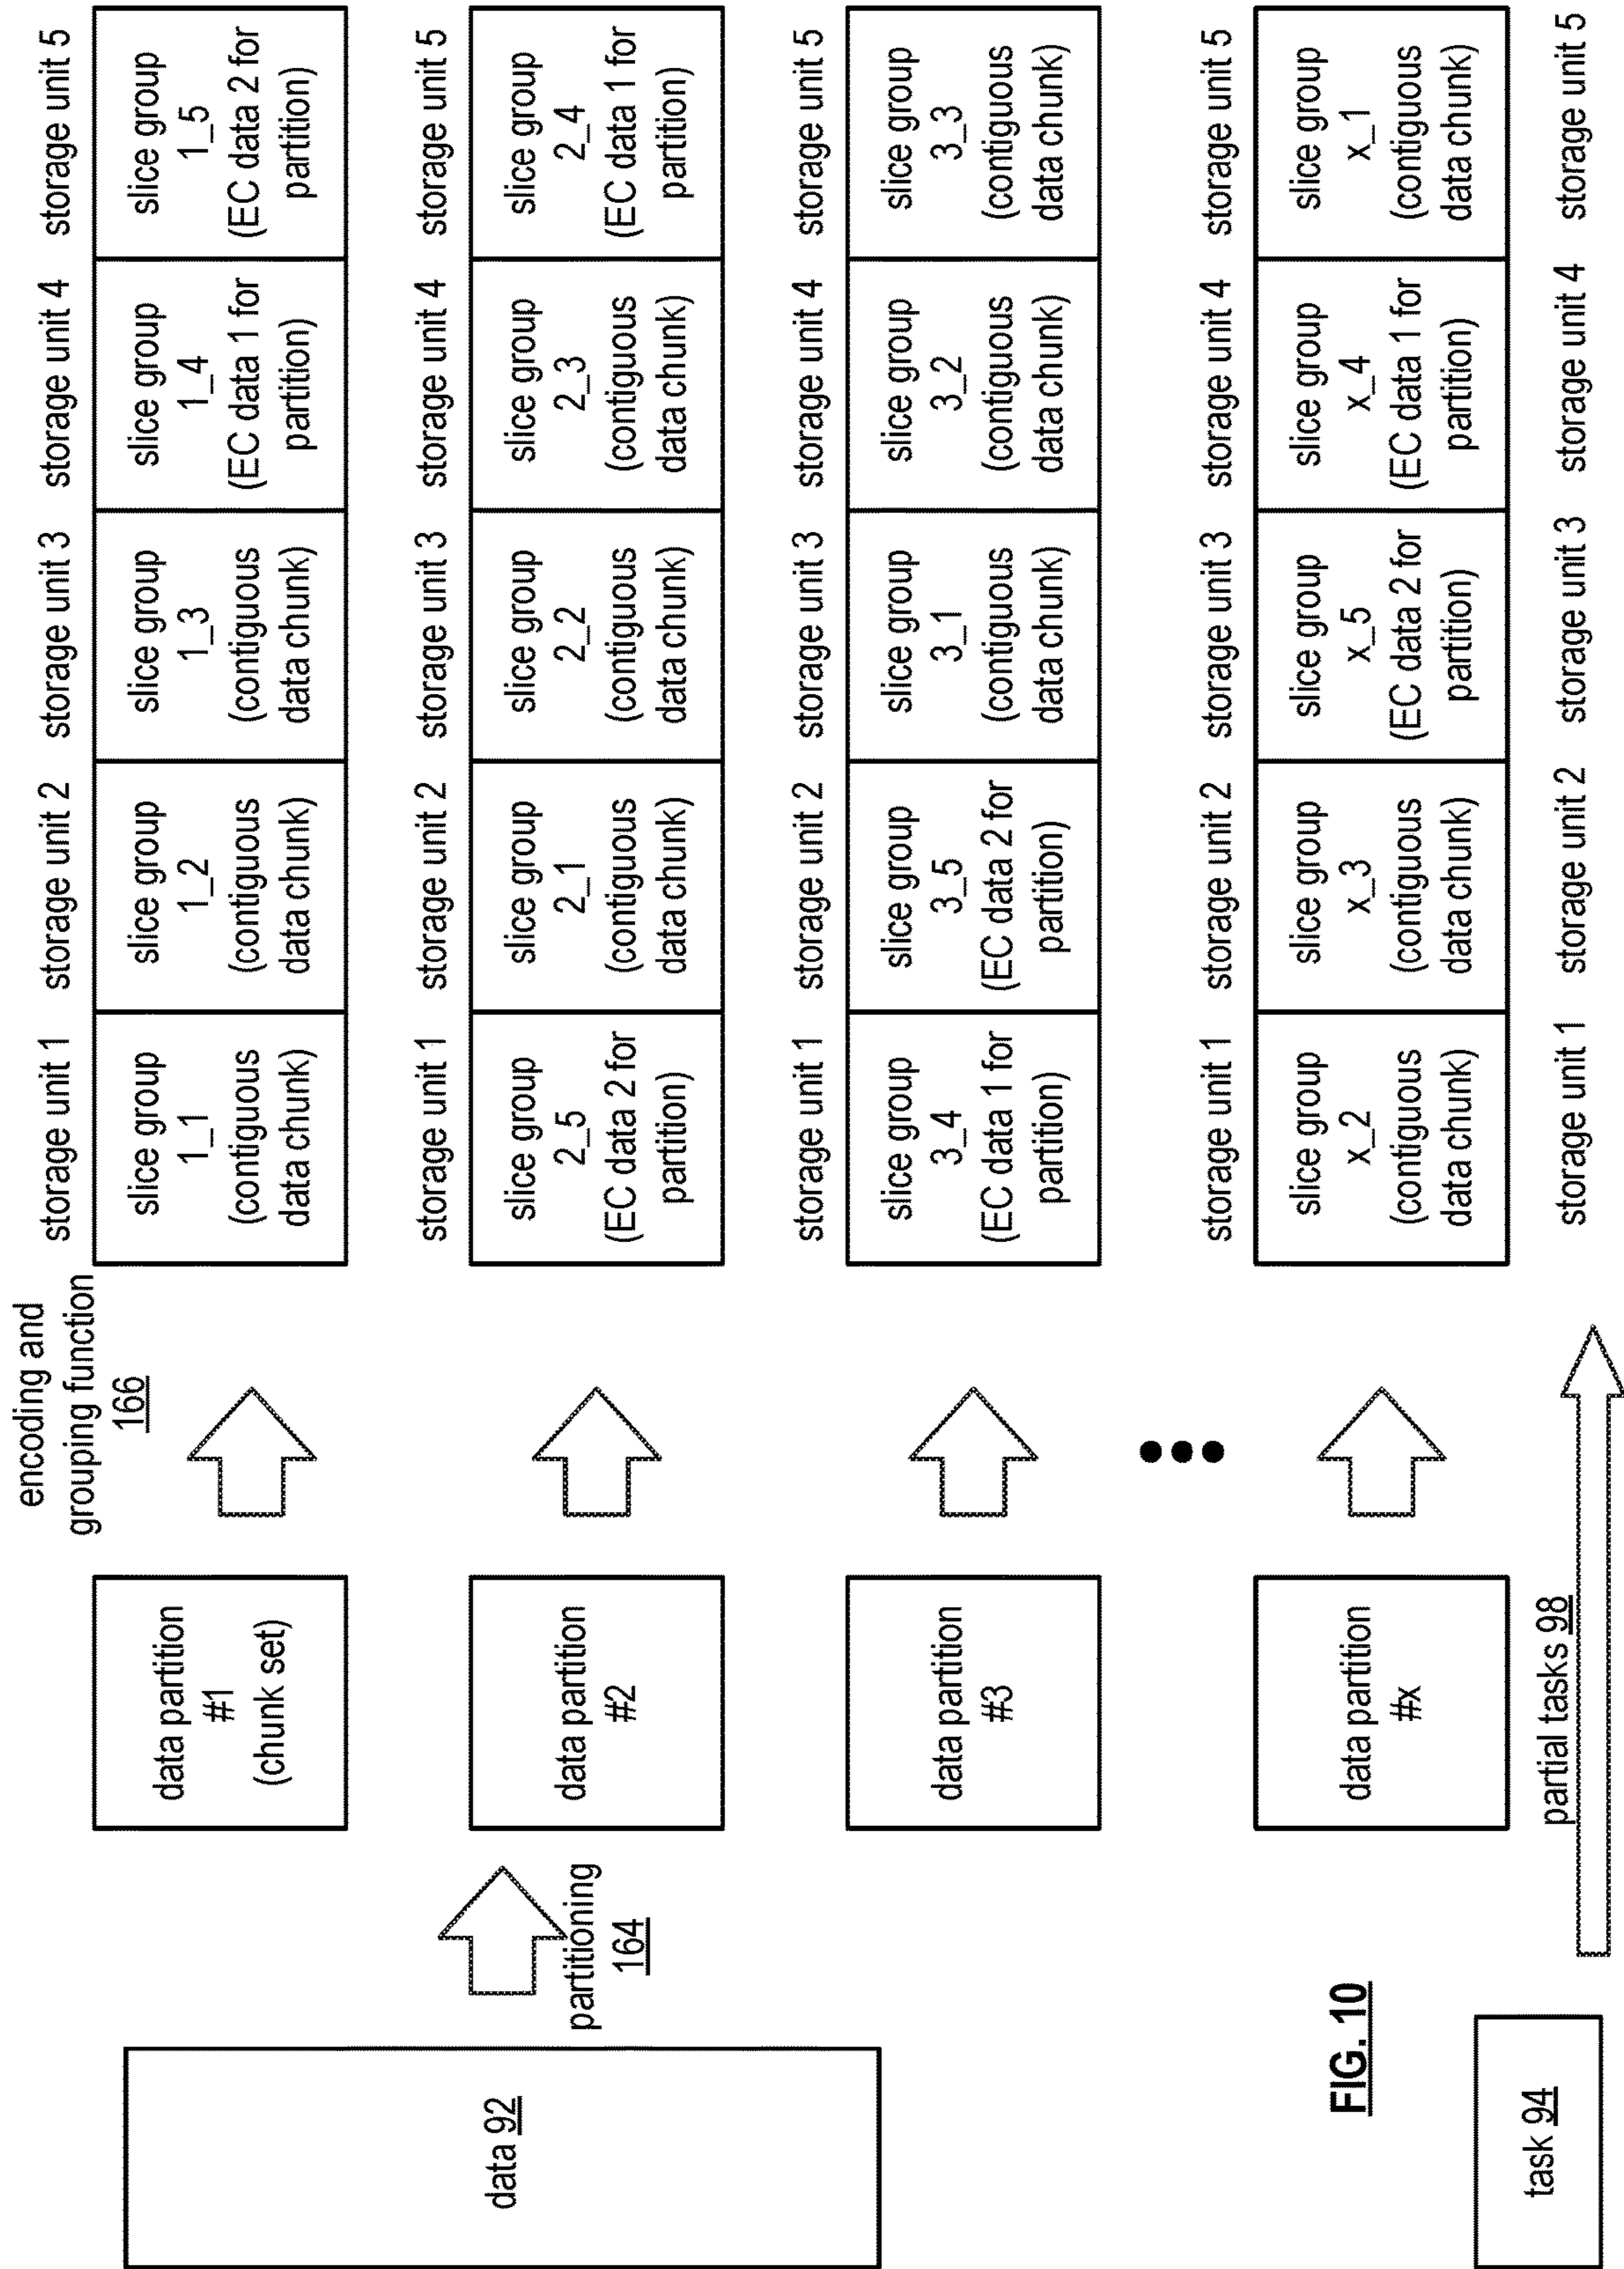 data 92
partitioning
164
data partition
#1
(chunk set)
data partition
#2
data partition
#3
data partition
#x
encoding and
grouping function
166
storage unit 1
storage unit 2
storage unit 3
storage unit 4
storage unit 5
slice group
1_1
(contiguous
data chunk)
slice group
1_2
(contiguous
data chunk)
slice group
1_3
(contiguous
data chunk)
slice group
1_4
(EC data 1 for
partition)
slice group
1_5
(EC data 2 for
partition)
storage unit 1
storage unit 2
storage unit 3
storage unit 4
storage unit 5
slice group
2_5
(EC data 2 for
partition)
slice group
2_1
(contiguous
data chunk)
slice group
2_2
(contiguous
data chunk)
slice group
2_3
(contiguous
data chunk)
slice group
2_4
(EC data 1 for
partition)
storage unit 1
storage unit 2
storage unit 3
storage unit 4
storage unit 5
slice group
3_4
(EC data 1 for
partition)
slice group
3_5
(EC data 2 for
partition)
slice group
3_1
(contiguous
data chunk)
slice group
3_2
(contiguous
data chunk)
slice group
3_3
(contiguous
data chunk)
storage unit 1
storage unit 2
storage unit 3
storage unit 4
storage unit 5
slice group
x_2
(contiguous
data chunk)
slice group
x_3
(contiguous
data chunk)
slice group
x_5
(EC data 2 for
partition)
slice group
x_4
(EC data 1 for
partition)
slice group
x_1
(contiguous
data chunk)
FIG. 10
task 94
partial tasks 98
storage unit 1
storage unit 2
storage unit 3
storage unit 4
storage unit 5